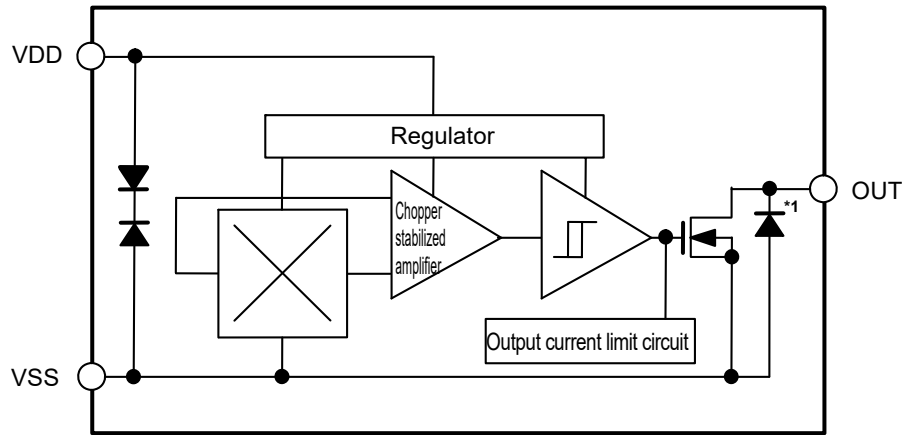 VDD
Regulator
Chopper
stabilized
amplifier
OUT
*1
Output current limit circuit
VSS